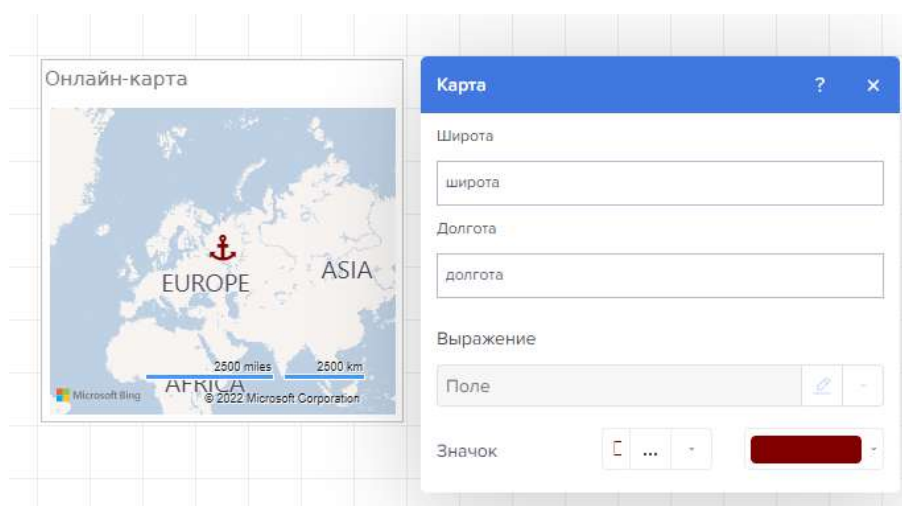 Онлайн-карта
EUROPE
ASIA
AFRICA
2500 miles
2500 km
Microsoft Bing
© 2022 Microsoft Corporation
Карта
?
×
Широта
широта
Долгота
долгота
Выражение
Поле
Значок
...